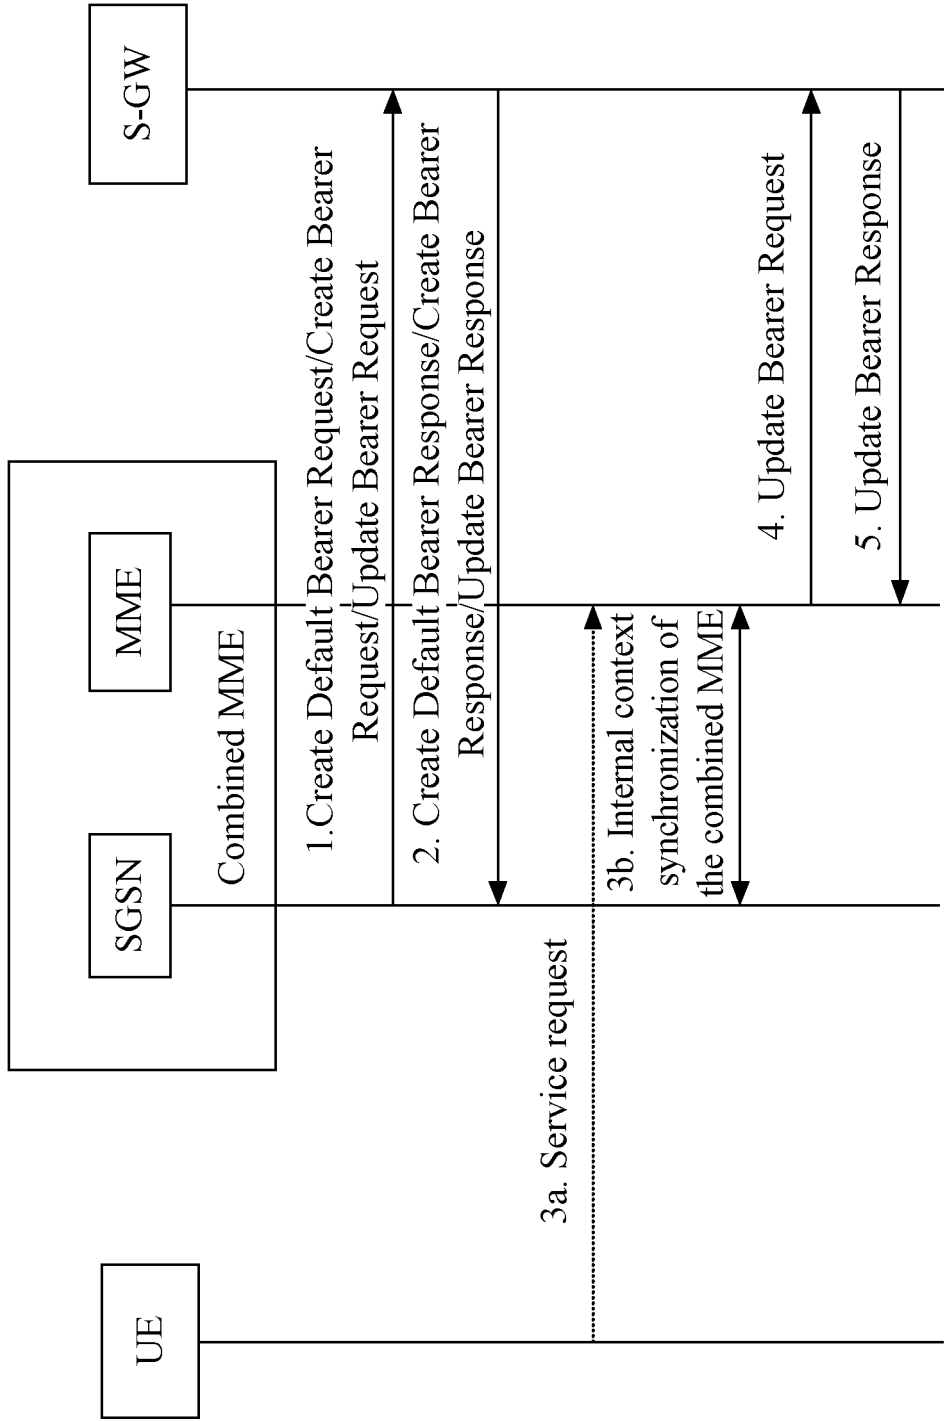 UE
SGSN
MME
S-GW
Combined MME
1.Create Default Bearer Request/Create Bearer
Request/Update Bearer Request
2. Create Default Bearer Response/Create Bearer
Response/Update Bearer Response
3a. Service request
3b. Internal context
synchronization of
the combined MME
4. Update Bearer Request
5. Update Bearer Response